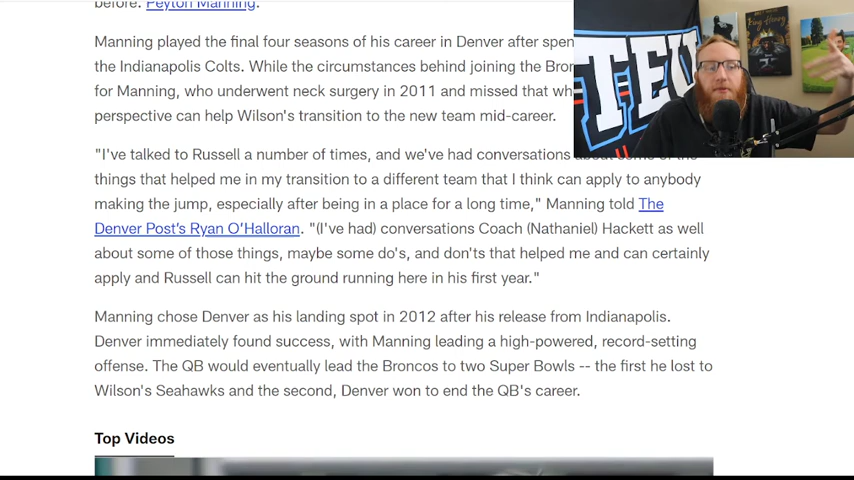 before. Peyton Manning.
Manning played the final four seasons of his career in Denver after spen
the Indianapolis Colts. While the circumstances behind joining the Bron
for Manning, who underwent neck surgery in 2011 and missed that wh
perspective can help Wilson's transition to the new team mid-career.
"I've talked to Russell a number of times, and we've had conversations about some of the
things that helped me in my transition to a different team that I think can apply to anybody
making the jump, especially after being in a place for a long time," Manning told The
Denver Post's Ryan O'Halloran. "(I've had) conversations Coach (Nathaniel) Hackett as well
about some of those things, maybe some do's, and don'ts that helped me and can certainly
apply and Russell can hit the ground running here in his first year."
Manning chose Denver as his landing spot in 2012 after his release from Indianapolis.
Denver immediately found success, with Manning leading a high-powered, record-setting
offense. The QB would eventually lead the Broncos to two Super Bowls -- the first he lost to
Wilson's Seahawks and the second, Denver won to end the QB's career.
Top Videos
TEU
King Henry